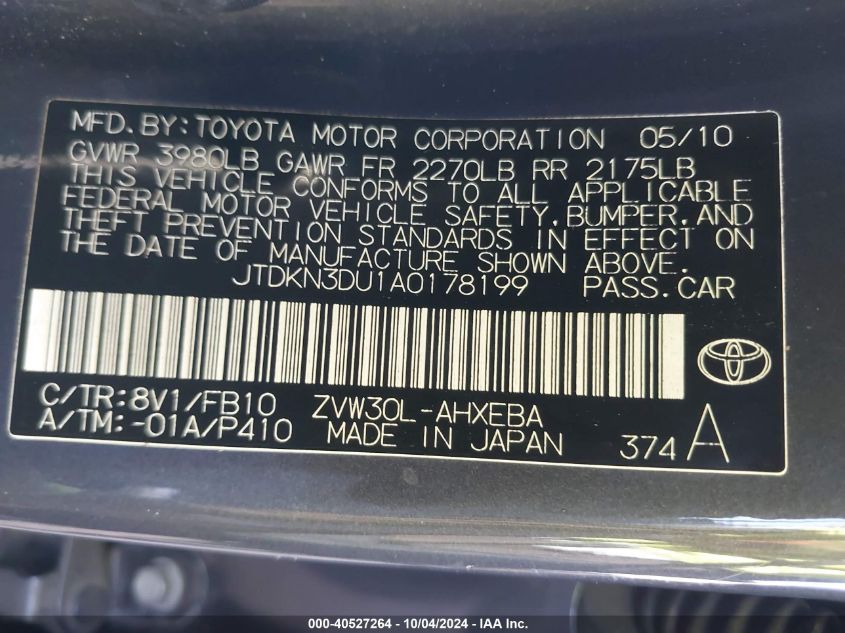 MFD.BY:TOYOTA MOTOR CORPORATION 05/10
GVWR 3980LB GAWR FR 2270LB RR 2175LB
THIS VEHICLE CONFORMS TO ALL APPLICABLE
FEDERAL MOTOR VEHICLE SAFETY,BUMPER,AND
THEFT PREVENTION STANDARDS IN EFFECT ON
THE DATE OF MANUFACTURE SHOWN ABOVE.
JTDKN3DU1A0178199 PASS.CAR
C/TR:8V1/FB10 ZVW30L-AHXEBA
A/TM:-01A/P410 MADE IN JAPAN 374 A
000-40527264 - 10/04/2024 - IAA Inc.